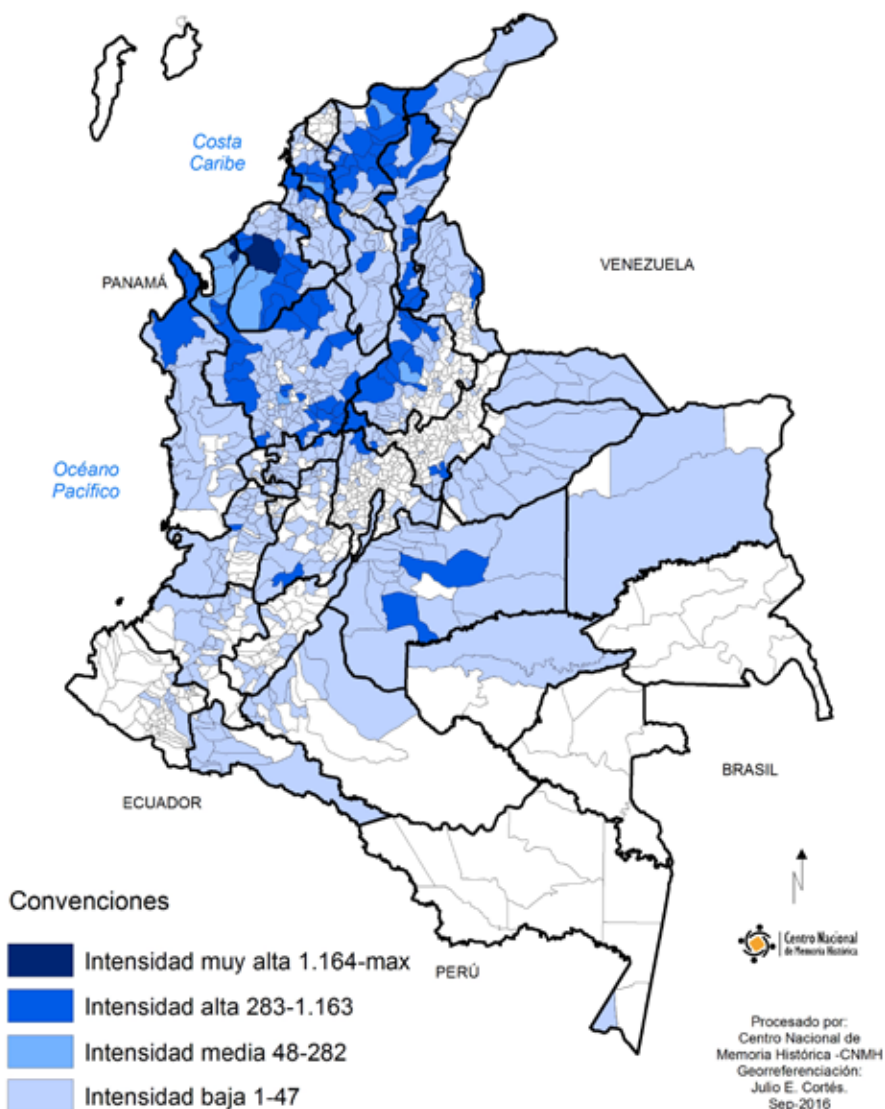 Costa
Caribe
PANAMÁ
VENEZUELA
Océano
Pacífico
BRASIL
ECUADOR
PERÚ
Convenciones
Intensidad muy alta 1.164-max
Intensidad alta 283-1.163
Intensidad media 48-282
Intensidad baja 1-47
N
Centro Nacional
de Memoria Histórica
Procesado por:
Centro Nacional de
Memoria Histórica -CNMH
Georreferenciación:
Julio E. Cortés.
Sep-2016